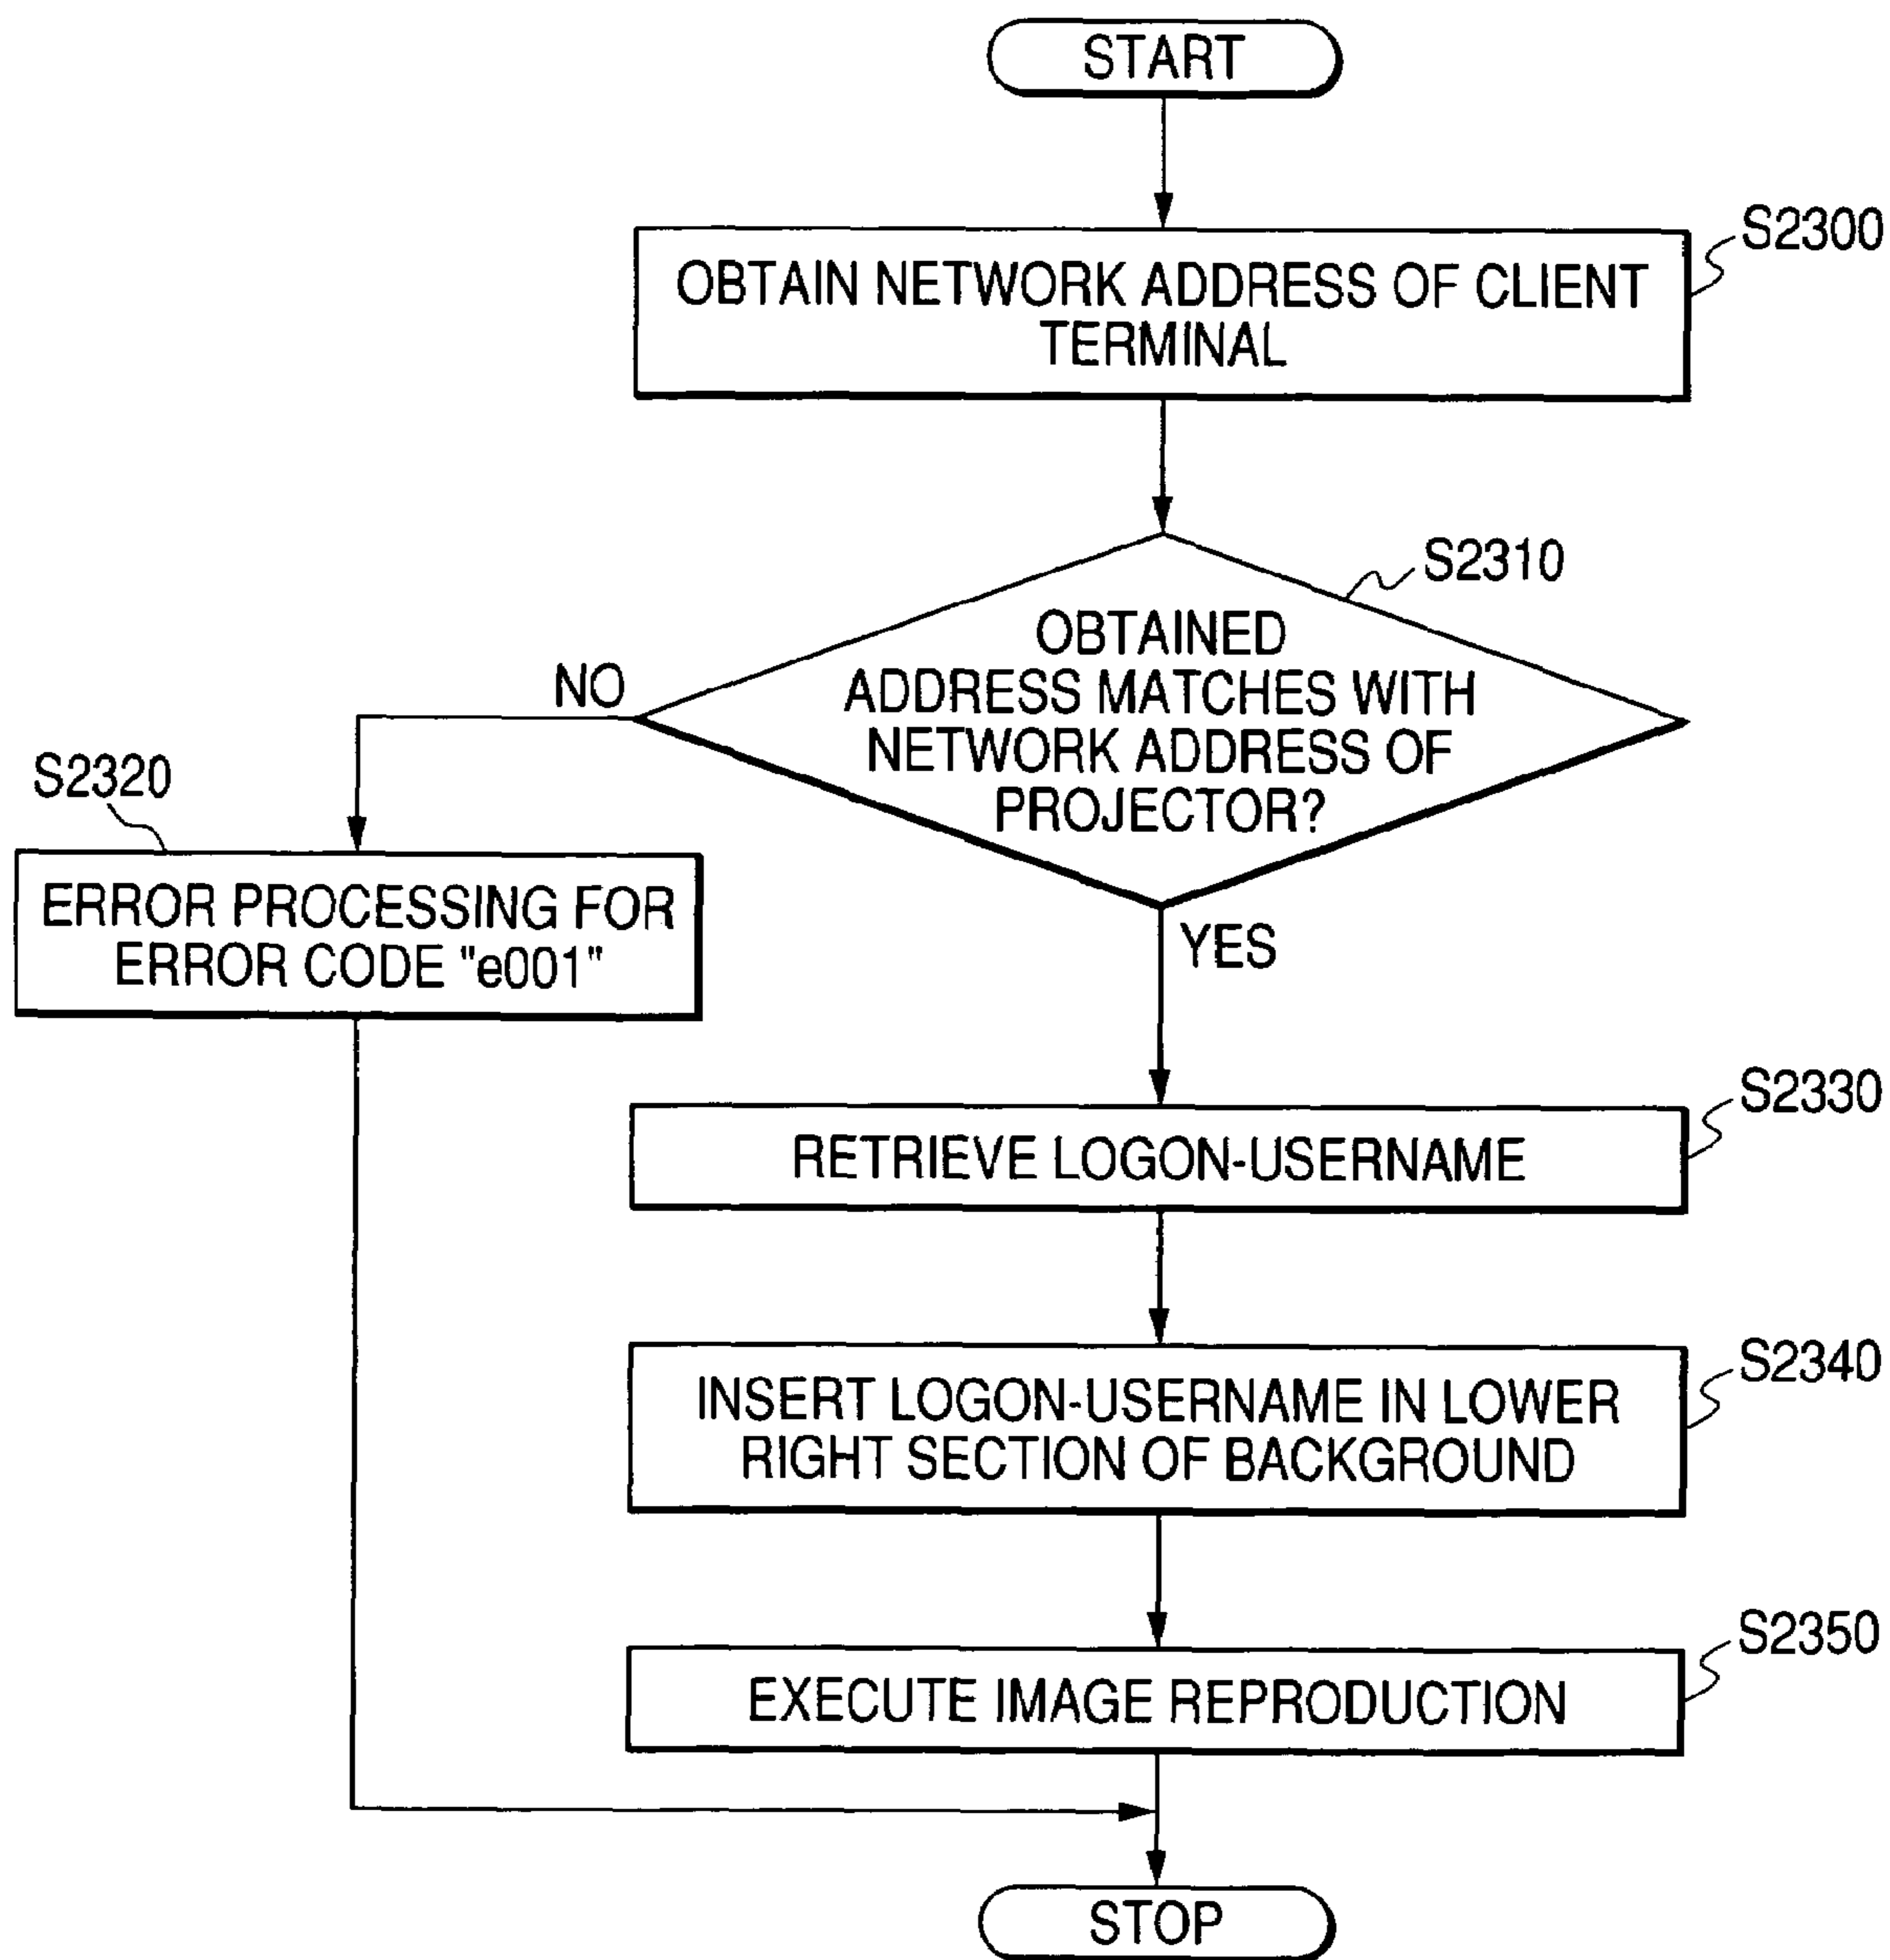 START
S2300
OBTAIN NETWORK ADDRESS OF CLIENT
TERMINAL
S2310
OBTAINED
ADDRESS MATCHES WITH
NETWORK ADDRESS OF
PROJECTOR?
NO
YES
S2320
ERROR PROCESSING FOR
ERROR CODE "e001"
S2330
RETRIEVE LOGON-USERNAME
S2340
INSERT LOGON-USERNAME IN LOWER
RIGHT SECTION OF BACKGROUND
S2350
EXECUTE IMAGE REPRODUCTION
STOP